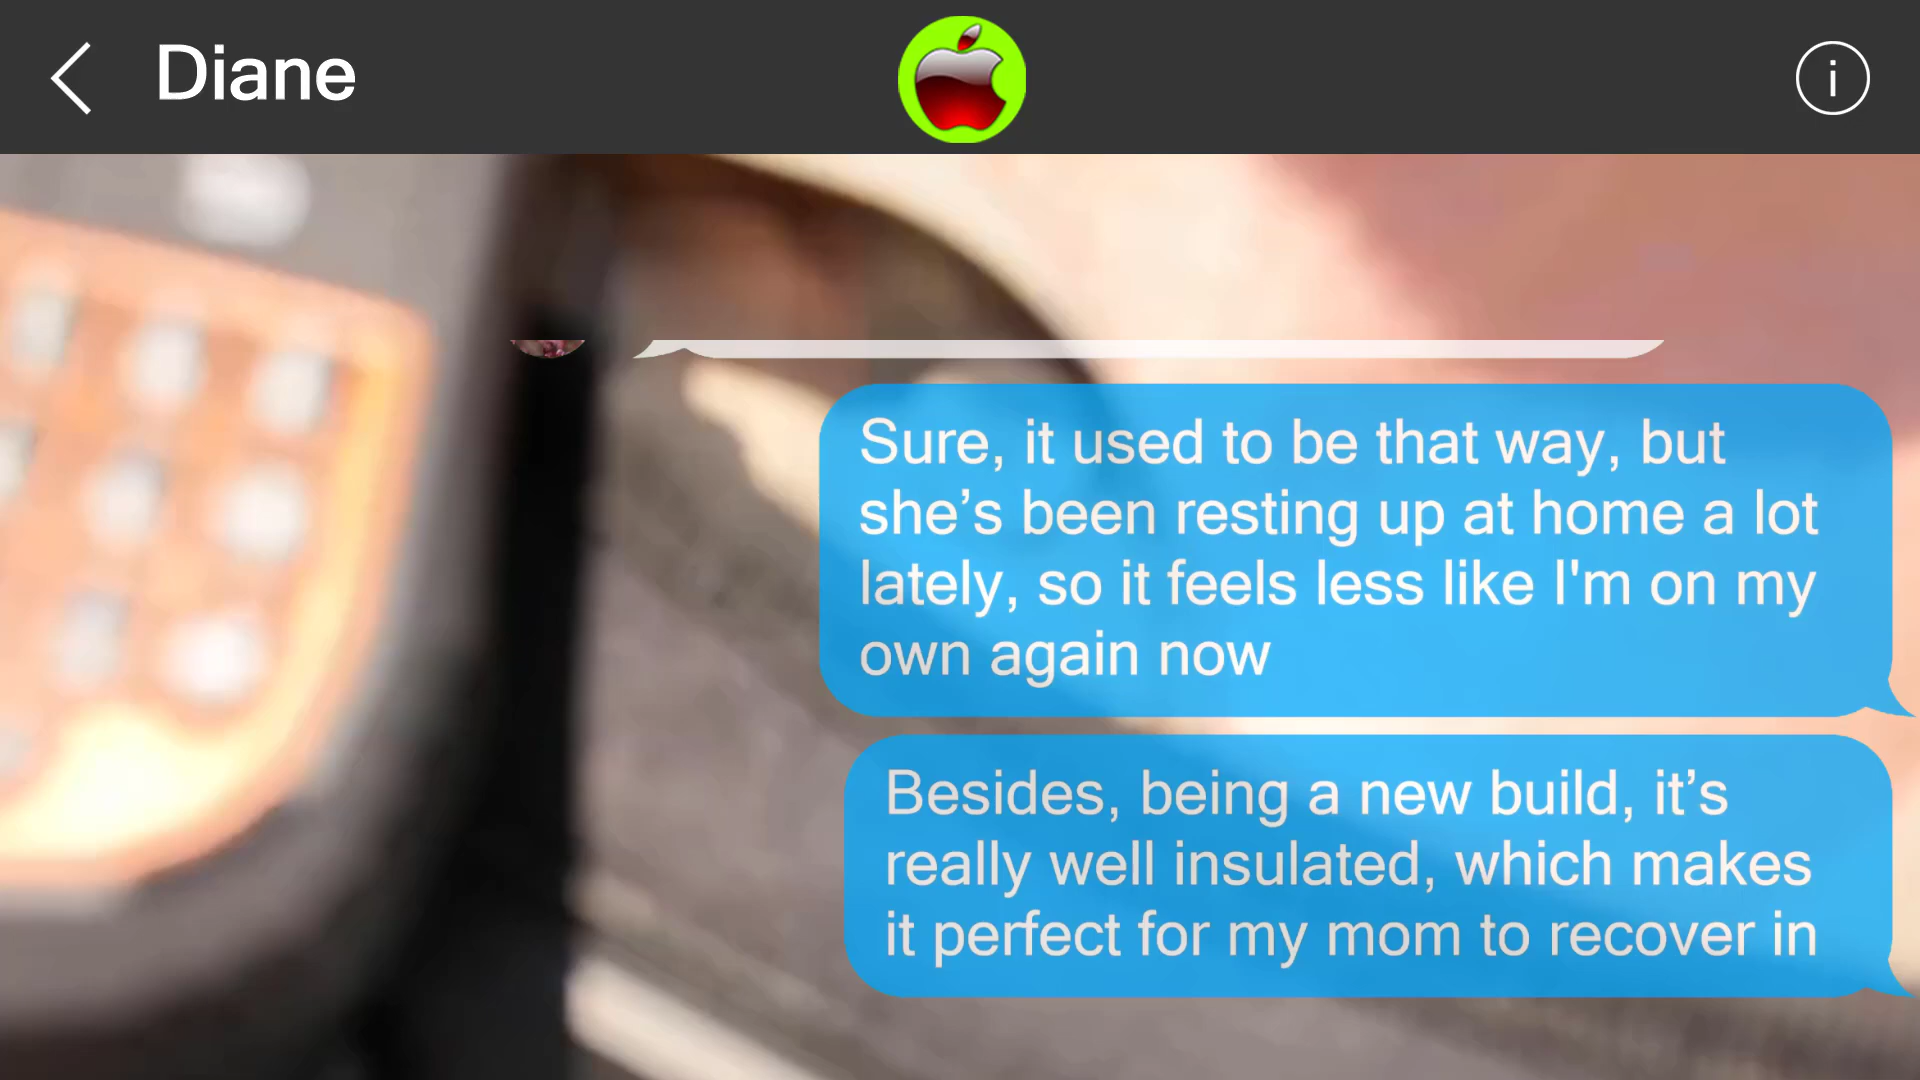 Diane
Sure, it used to be that way, but
she’s been resting up at home a lot
lately, so it feels less like I'm on my
own again now
Besides, being a new build, it’s
really well insulated, which makes
it perfect for my mom to recover in